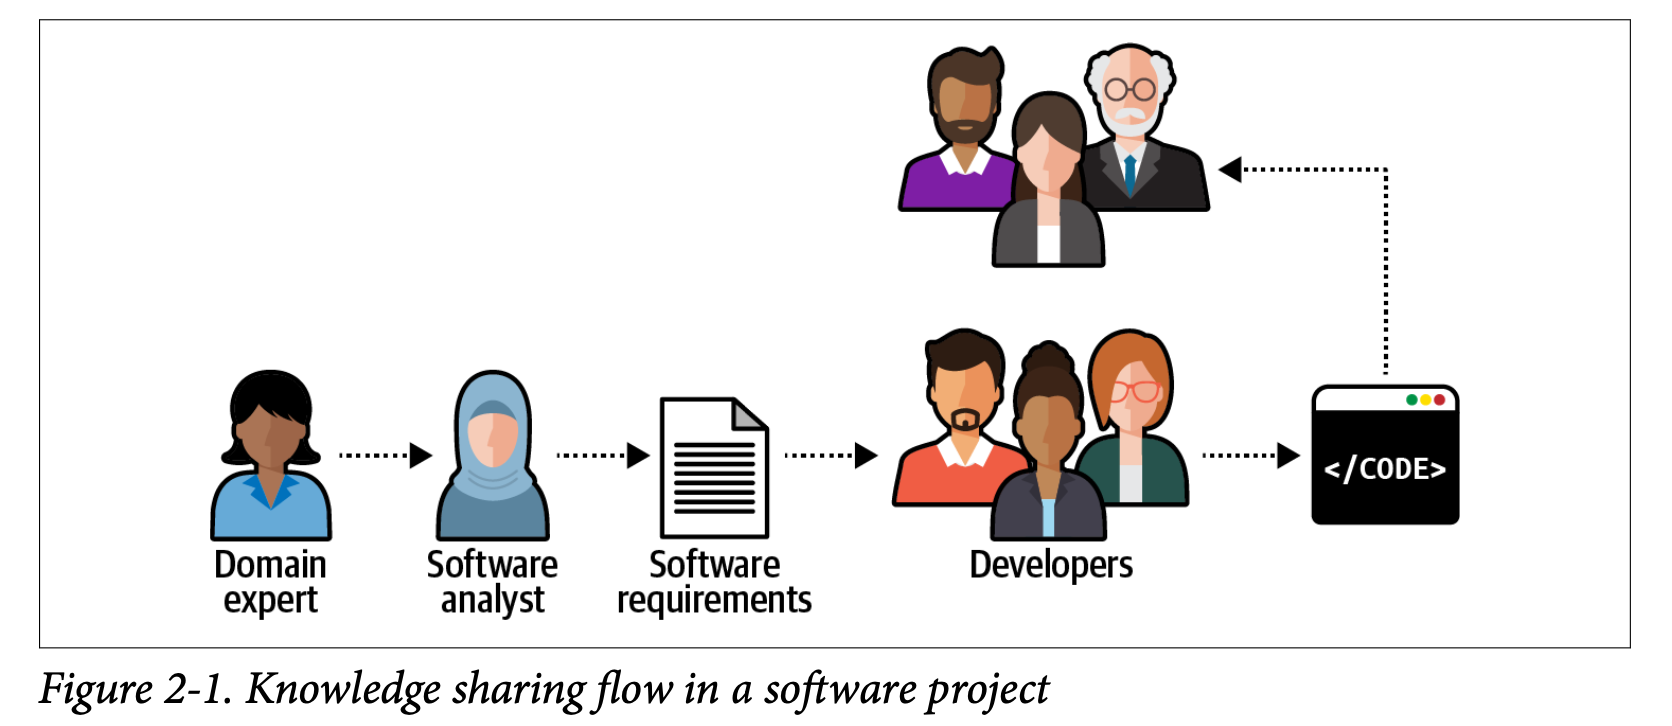 </CODE>
Domain
expert
Software
analyst
Software
requirements
Developers
Figure 2-1. Knowledge sharing flow in a software project